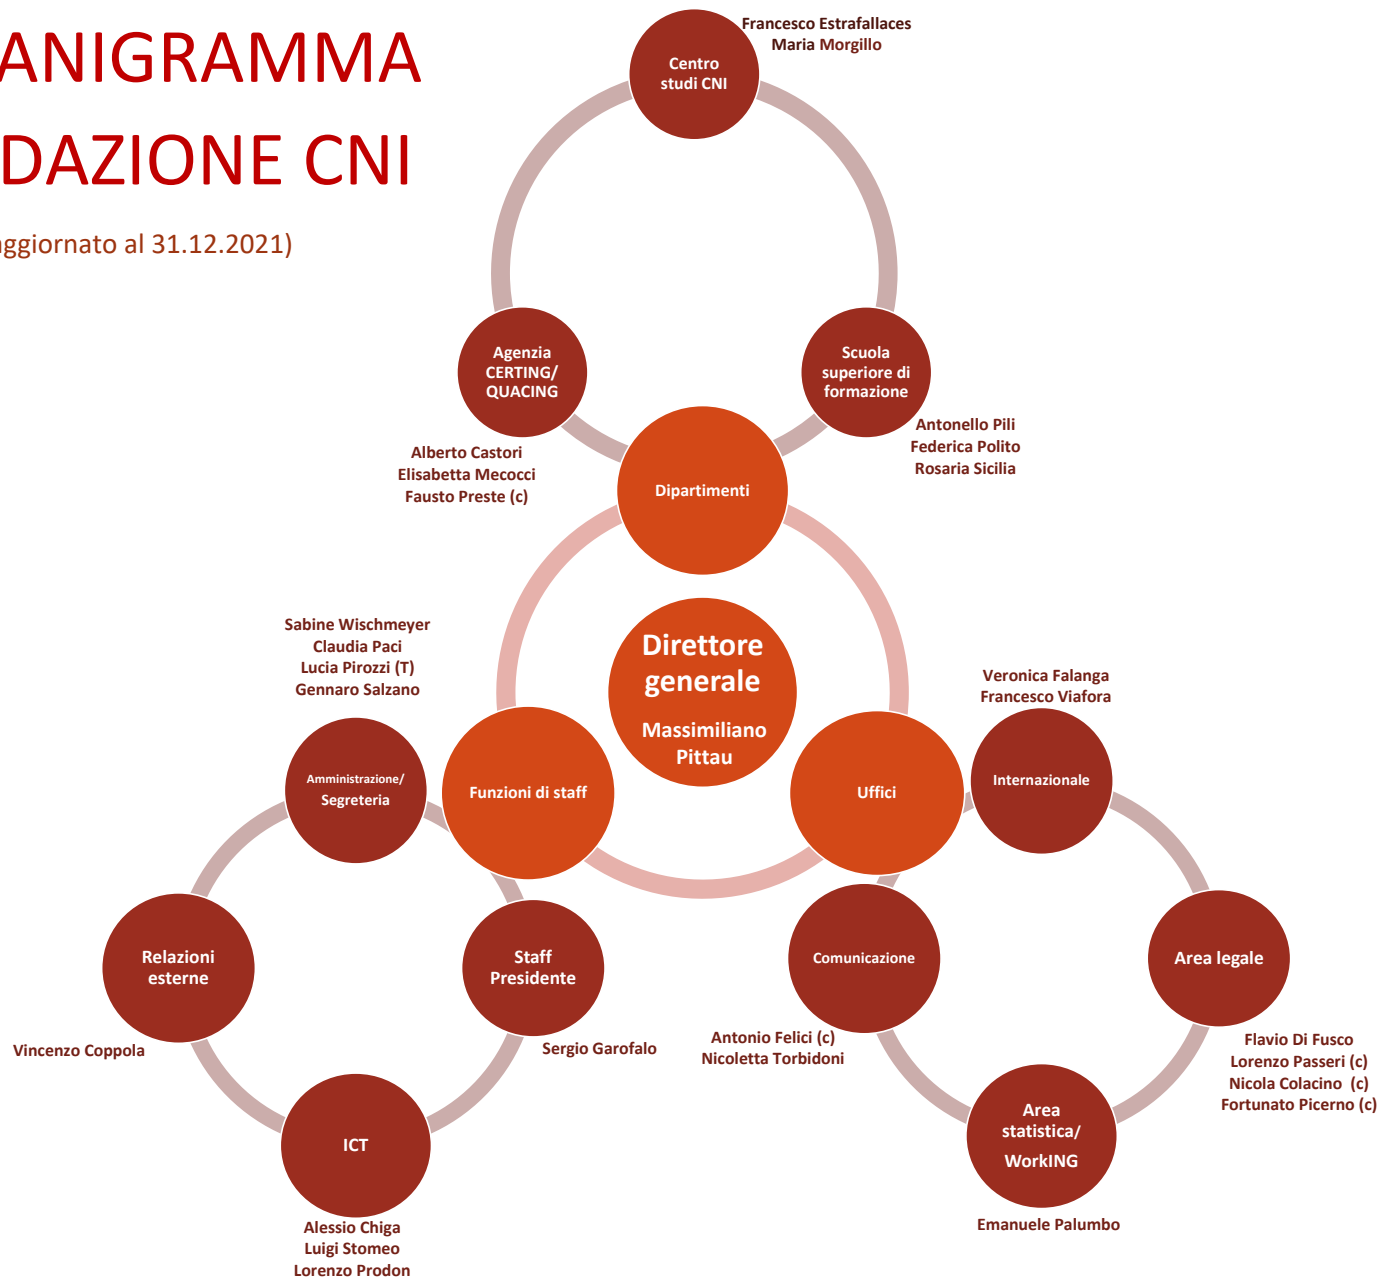 ANIGRAMMA
DAZIONE CNI
aggiornato al 31.12.2021)
Francesco Estrafallaces
Maria Morgillo
Centro
studi CNI
Agenzia
CERTING/
QUACING
Alberto Castori
Elisabetta Mecocci
Fausto Preste (c)
Scuola
superiore di
formazione
Antonello Pili
Federica Polito
Rosaria Sicilia
Dipartimenti
Direttore
generale
Massimiliano
Pittau
Sabine Wischmeyer
Claudia Paci
Lucia Pirozzi (T)
Gennaro Salzano
Amministrazione/
Segreteria
Funzioni di staff
Uffici
Veronica Falanga
Francesco Viafora
Internazionale
Relazioni
esterne
Vincenzo Coppola
Staff
Presidente
Sergio Garofalo
Comunicazione
Antonio Felici (c)
Nicoletta Torbidoni
Area legale
Flavio Di Fusco
Lorenzo Passeri (c)
Nicola Colacino (c)
Fortunato Picerno (c)
ICT
Alessio Chiga
Luigi Stomeo
Lorenzo Prodon
Area
statistica/
WorkING
Emanuele Palumbo